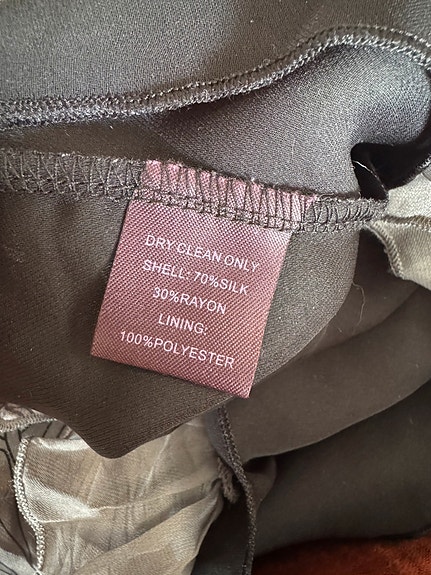 DRY CLEAN ONLY
SHELL: 70%SILK
30%RAYON
LINING:
100%POLYESTER